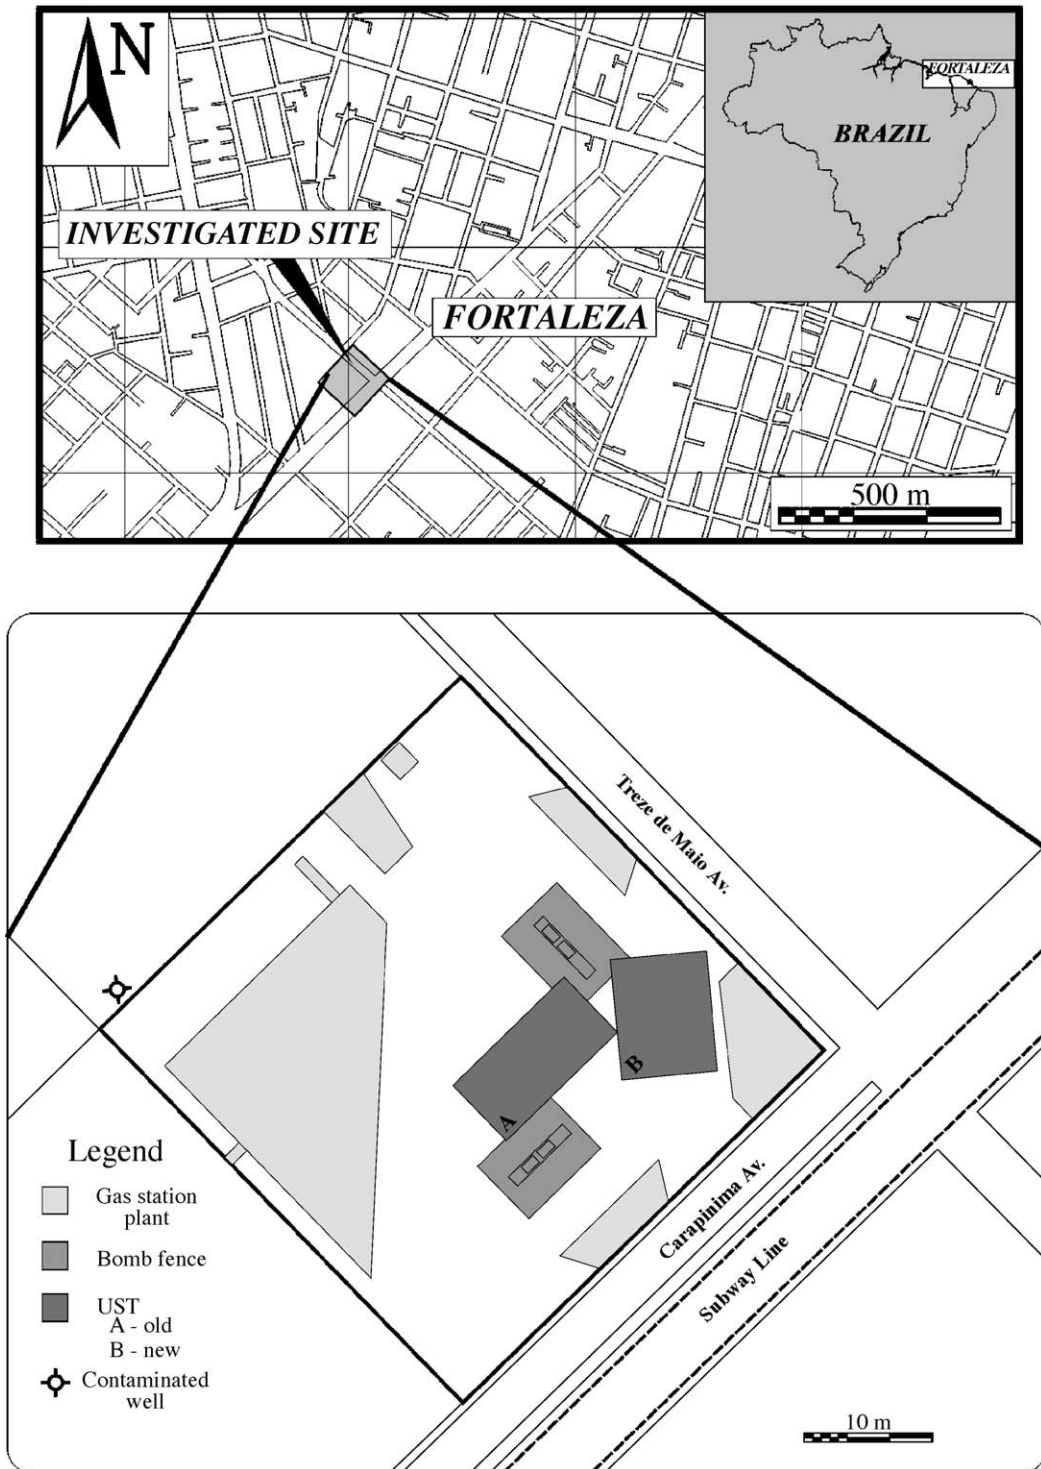 N
FORTALEZA
BRAZIL
INVESTIGATED SITE
FORTALEZA
500 m
Treze de Maio Av.
B
A
Carapinima Av.
Subway Line
Legend
Gas station
plant
Bomb fence
UST
A - old
B - new
Contaminated
well
10 m